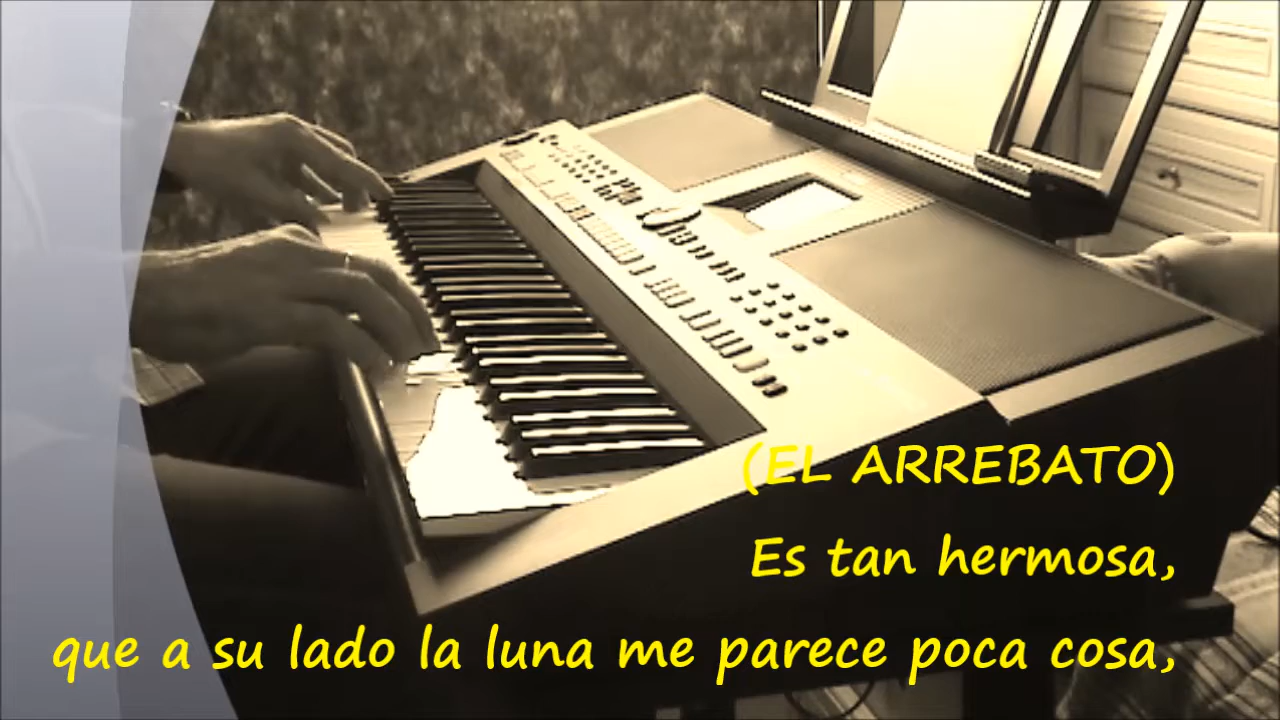 (EL ARREBATO)
Es tan hermosa,
que a su lado la luna me parece poca cosa,